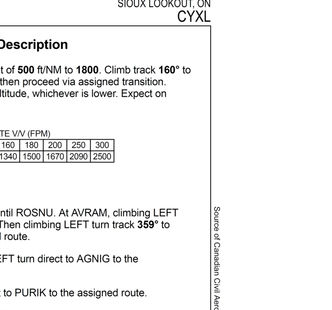 SIOUX LOOKOUT, ON
CYXL
Description
t of 500 ft/NM to 1800. Climb track 160° to
then proceed via assigned transition.
ltitude, whichever is lower. Expect on
TE V/V (FPM)
160 180 200 250 300
1340 1500 1670 2090 2500
ntil ROSNU. At AVRAM, climbing LEFT
Then climbing LEFT turn track 359° to
route.
EFT turn direct to AGNIG to the
to PURIK to the assigned route.
Source of Canadian Civil Aero